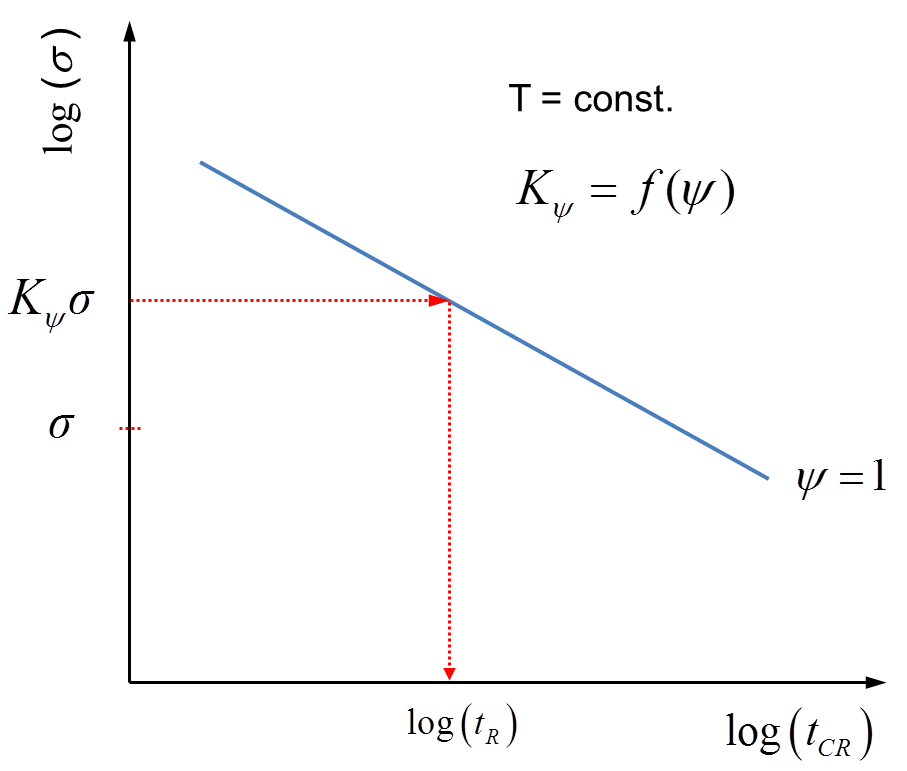 log (σ)
T = const.
K_ψ = f(ψ)
K_ψσ
σ
ψ = 1
log(t_R)
log(t_CR)